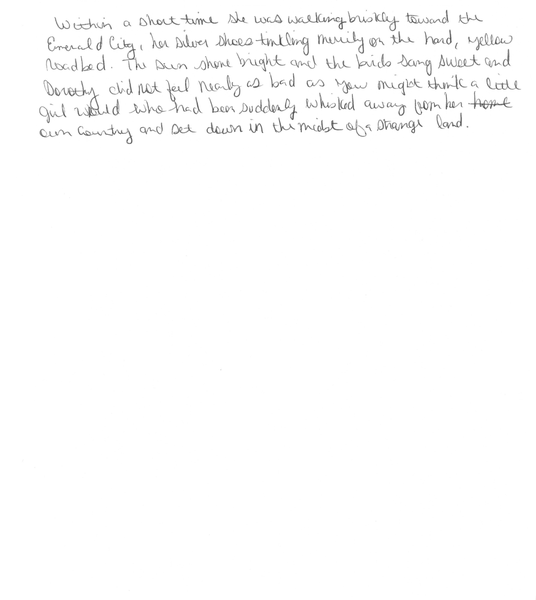 Within a short time she was walking briskly toward the
Emerald City, her silver shoes tinkling merrily on the hard, yellow
roadbed. The sun shone bright and the birds sang sweet and
Dorothy did not feel nearly as bad as you might think a little
girl would who had been suddenly whisked away from her home
own country and set down in the midst of a strange land.